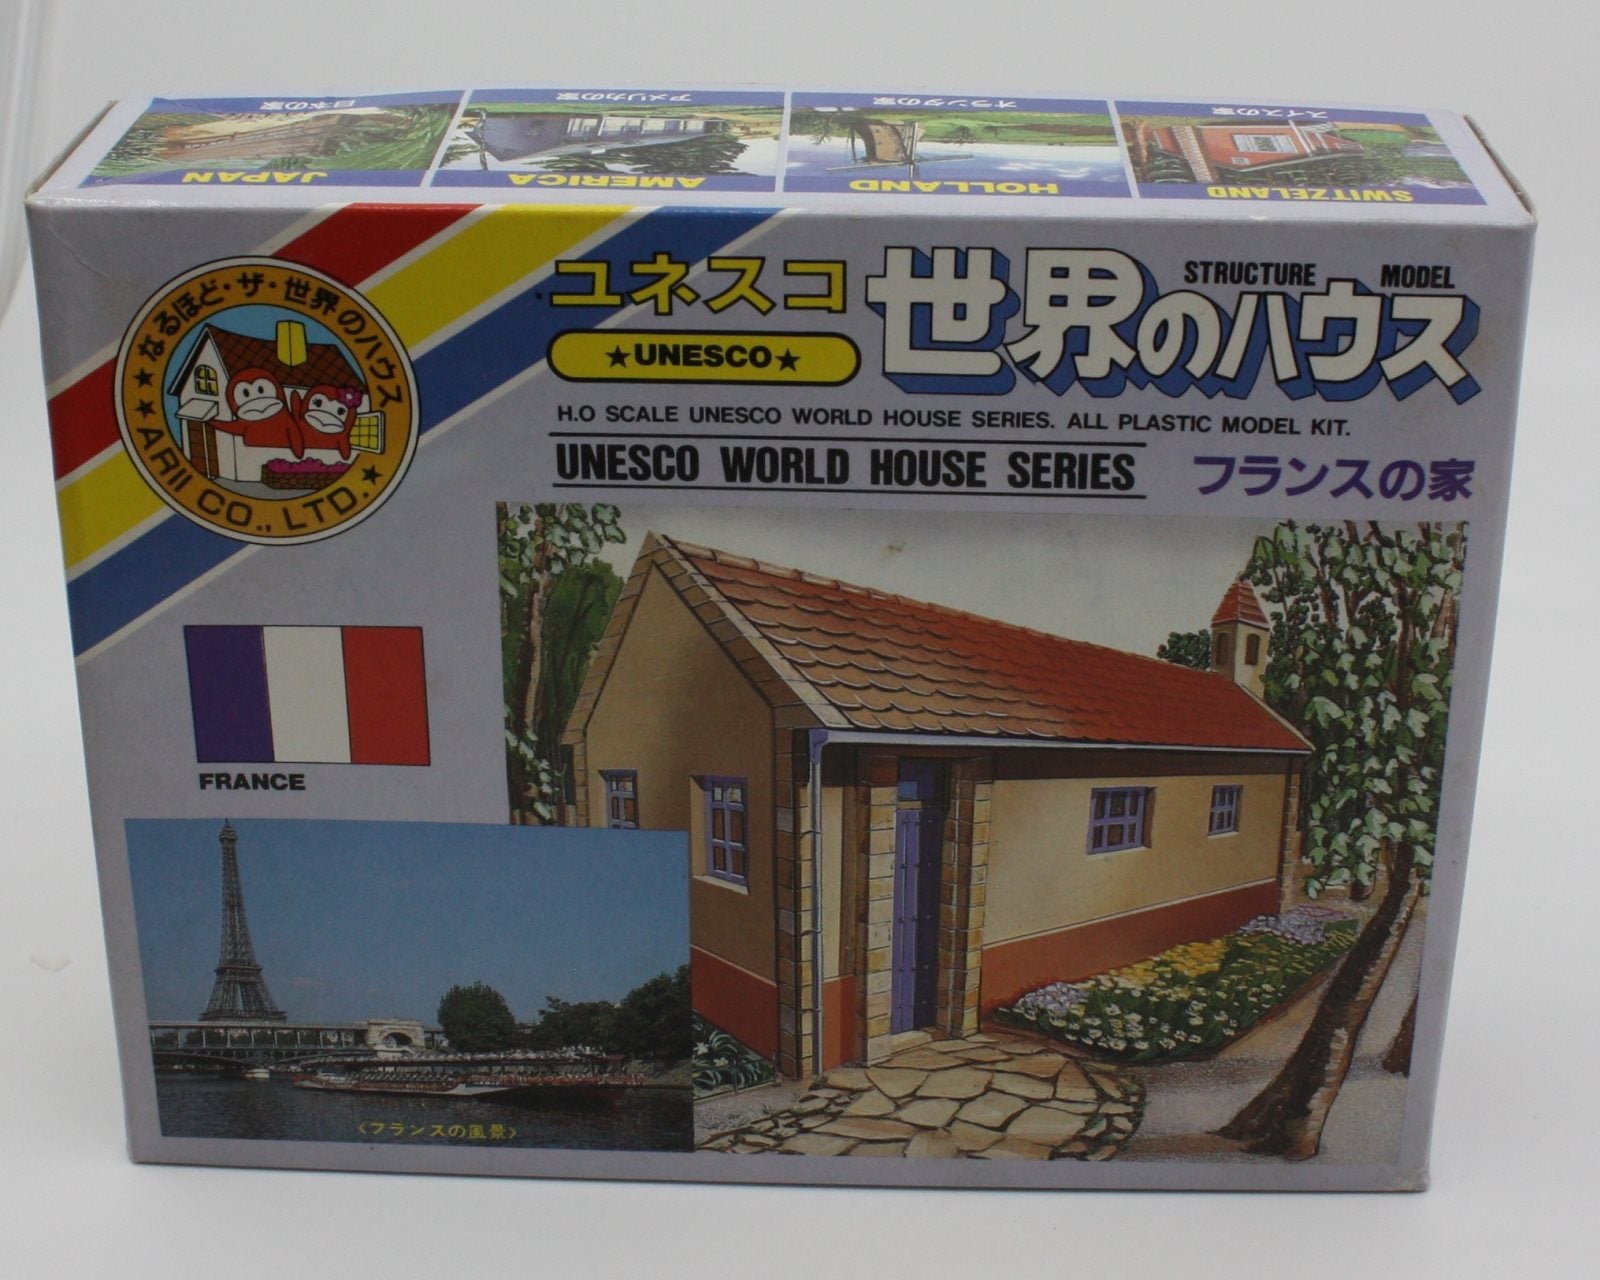 日本の家
アメリカの家
オランダの家
スイスの家
JAPAN
AMERICA
HOLLAND
SWITZELAND
なるほど・ザ・世界のハウス
★★ ARII CO., LTD. ★
ユネスコ
★UNESCO★
STRUCTURE MODEL
世界のハウス
H.O SCALE UNESCO WORLD HOUSE SERIES. ALL PLASTIC MODEL KIT.
UNESCO WORLD HOUSE SERIES
フランスの家
FRANCE
〈フランスの風景〉